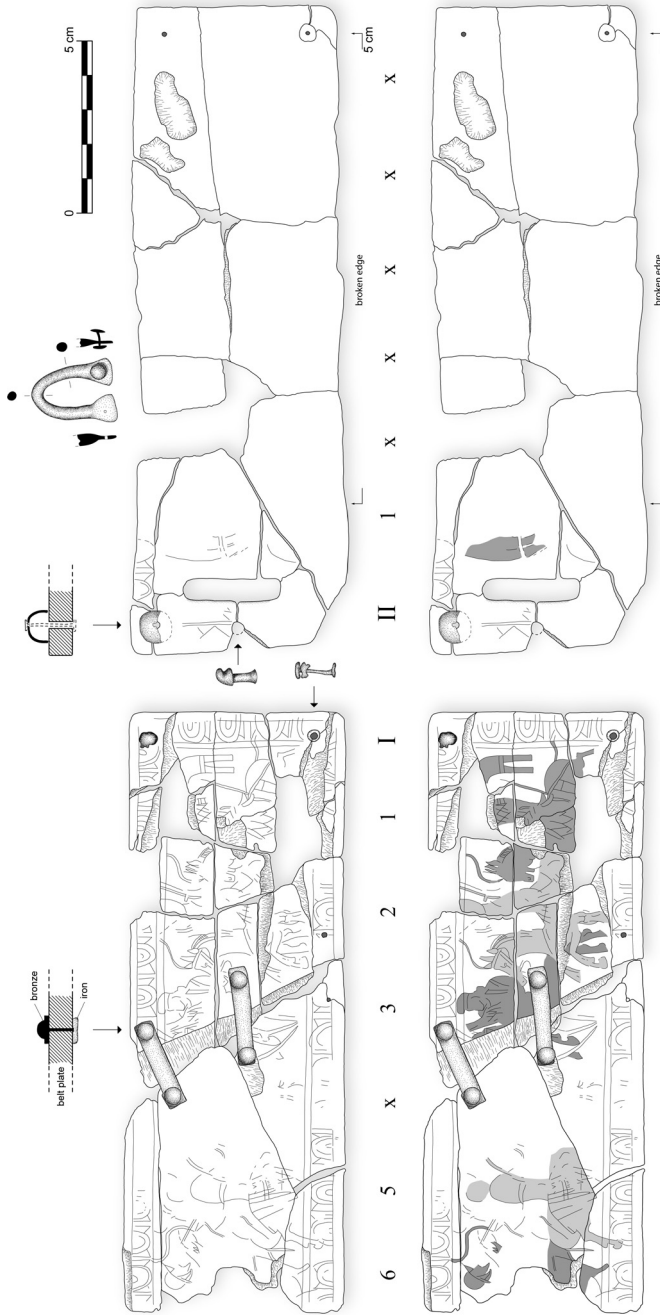 bronze
belt plate
iron
0
5 cm
5 cm
6
5
x
3
2
1
I
II
1
x
x
x
x
x
broken edge
broken edge